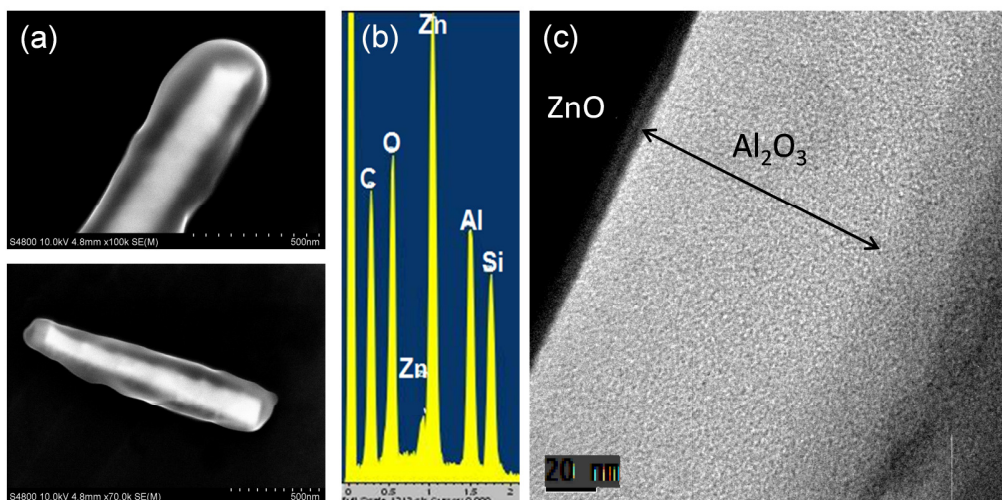 (a)
S4800 10.0kV 4.8mm x100k SE(M)
500nm
S4800 10.0kV 4.8mm x70.0k SE(M)
500nm
(b)
Zn
O
C
Al
Si
Zn
0 0.5 1 1.5 2
(c)
ZnO
Al₂O₃
20 nm